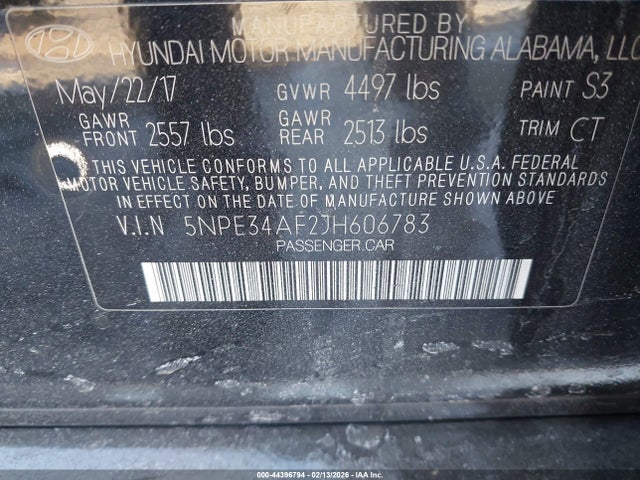 MANUFACTURED BY
HYUNDAI MOTOR MANUFACTURING ALABAMA, LLC
May/22/17 GVWR 4497 lbs PAINT S3
GAWR FRONT 2557 lbs GAWR REAR 2513 lbs TRIM CT
THIS VEHICLE CONFORMS TO ALL APPLICABLE U.S.A. FEDERAL
MOTOR VEHICLE SAFETY, BUMPER, AND THEFT PREVENTION STANDARDS
IN EFFECT ON THE DATE OF MANUFACTURE SHOWN ABOVE
V.I.N 5NPE34AF2JH606783
PASSENGER CAR
000-44396794 - 02/13/2026 - IAA Inc.